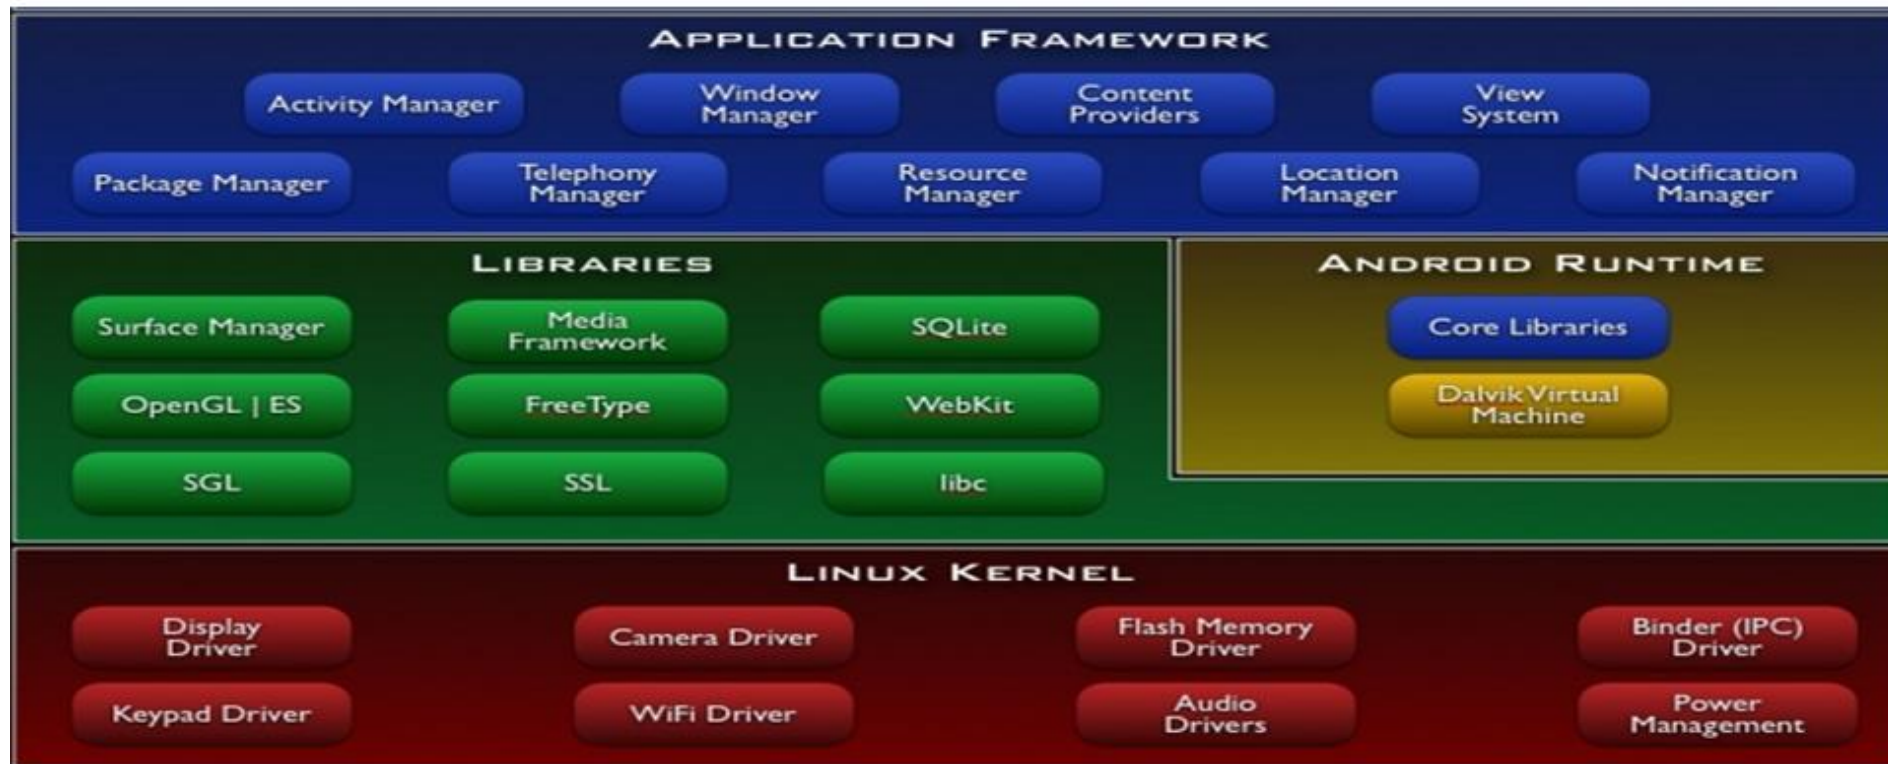 APPLICATION FRAMEWORK
Activity Manager
Window
Manager
Content
Providers
View
System
Package Manager
Telephony
Manager
Resource
Manager
Location
Manager
Notification
Manager
LIBRARIES
Surface Manager
Media
Framework
SQLite
OpenGL | ES
FreeType
WebKit
SGL
SSL
libc
ANDROID RUNTIME
Core Libraries
Dalvik Virtual
Machine
LINUX KERNEL
Display
Driver
Camera Driver
Flash Memory
Driver
Binder (IPC)
Driver
Keypad Driver
WiFi Driver
Audio
Drivers
Power
Management